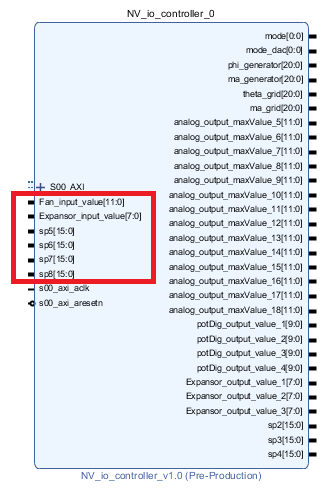 NV_io_controller_0
S00_AXI
Fan_input_value[11:0]
Expansor_input_value[7:0]
sp5[15:0]
sp6[15:0]
sp7[15:0]
sp8[15:0]
s00_axi_aclk
s00_axi_aresetn
mode[0:0]
mode_dac[0:0]
phi_generator[20:0]
ma_generator[20:0]
theta_grid[20:0]
ma_grid[20:0]
analog_output_maxValue_5[11:0]
analog_output_maxValue_6[11:0]
analog_output_maxValue_7[11:0]
analog_output_maxValue_8[11:0]
analog_output_maxValue_9[11:0]
analog_output_maxValue_10[11:0]
analog_output_maxValue_11[11:0]
analog_output_maxValue_12[11:0]
analog_output_maxValue_13[11:0]
analog_output_maxValue_14[11:0]
analog_output_maxValue_15[11:0]
analog_output_maxValue_16[11:0]
analog_output_maxValue_17[11:0]
analog_output_maxValue_18[11:0]
potDig_output_value_1[9:0]
potDig_output_value_2[9:0]
potDig_output_value_3[9:0]
potDig_output_value_4[9:0]
Expansor_output_value_1[7:0]
Expansor_output_value_2[7:0]
Expansor_output_value_3[7:0]
sp2[15:0]
sp3[15:0]
sp4[15:0]
NV_io_controller_v1.0 (Pre-Production)